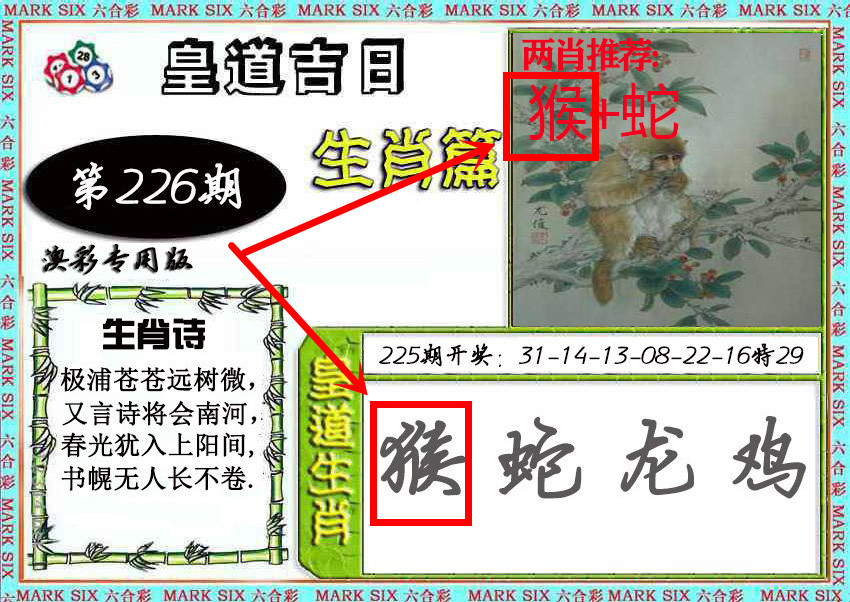 MARK SIX 六合彩 MARK SIX 六合彩 MARK SIX 六合彩 MARK SIX 六合彩 MARK SIX 六合彩 MARK SIX 六合彩
28
1
3
皇道吉日
两肖推荐:
猴+蛇
生肖篇
第226期
澳彩专用版
尤俊
生肖诗
极浦苍苍远树微，
又言诗将会南河，
春光犹入上阳间，
书幌无人长不卷.
225期开奖：31-14-13-08-22-16特29
皇道生肖
猴 蛇 龙 鸡
MARK SIX 六合彩 MARK SIX 六合彩 MARK SIX 六合彩 MARK SIX 六合彩 MARK SIX 六合彩 MARK SIX 六合彩